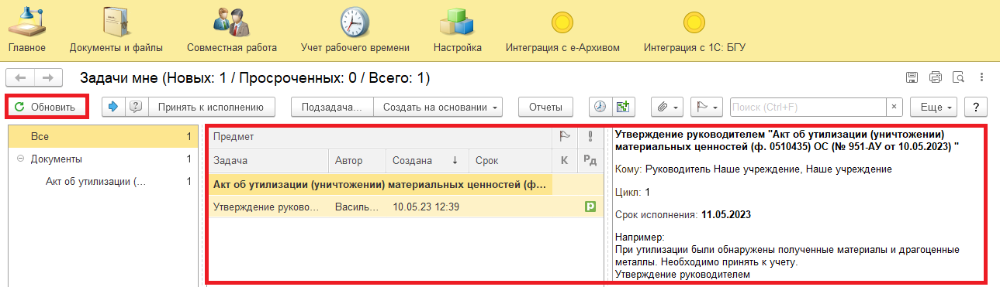 Главное Документы и файлы Совместная работа Учет рабочего времени Настройка Интеграция с е-Архивом Интеграция с 1С: БГУ
Задачи мне (Новых: 1 / Просроченных: 0 / Всего: 1)
Обновить Принять к исполнению Подзадача... Создать на основании Отчеты Поиск (Ctrl+F) × Еще ?
Все 1
Документы 1
Акт об утилизации (... 1
Предмет
Задача Автор Создана ↓ Срок К Рд
Акт об утилизации (уничтожении) материальных ценностей (ф...
Утверждение руково... Василь... 10.05.23 12:39 Р
Утверждение руководителем "Акт об утилизации (уничтожении)
материальных ценностей (ф. 0510435) ОС (№ 951-АУ от 10.05.2023) "
Кому: Руководитель Наше учреждение, Наше учреждение
Цикл: 1
Срок исполнения: 11.05.2023
Например:
При утилизации были обнаружены полученные материалы и драгоценные
металлы. Необходимо принять к учету.
Утверждение руководителем